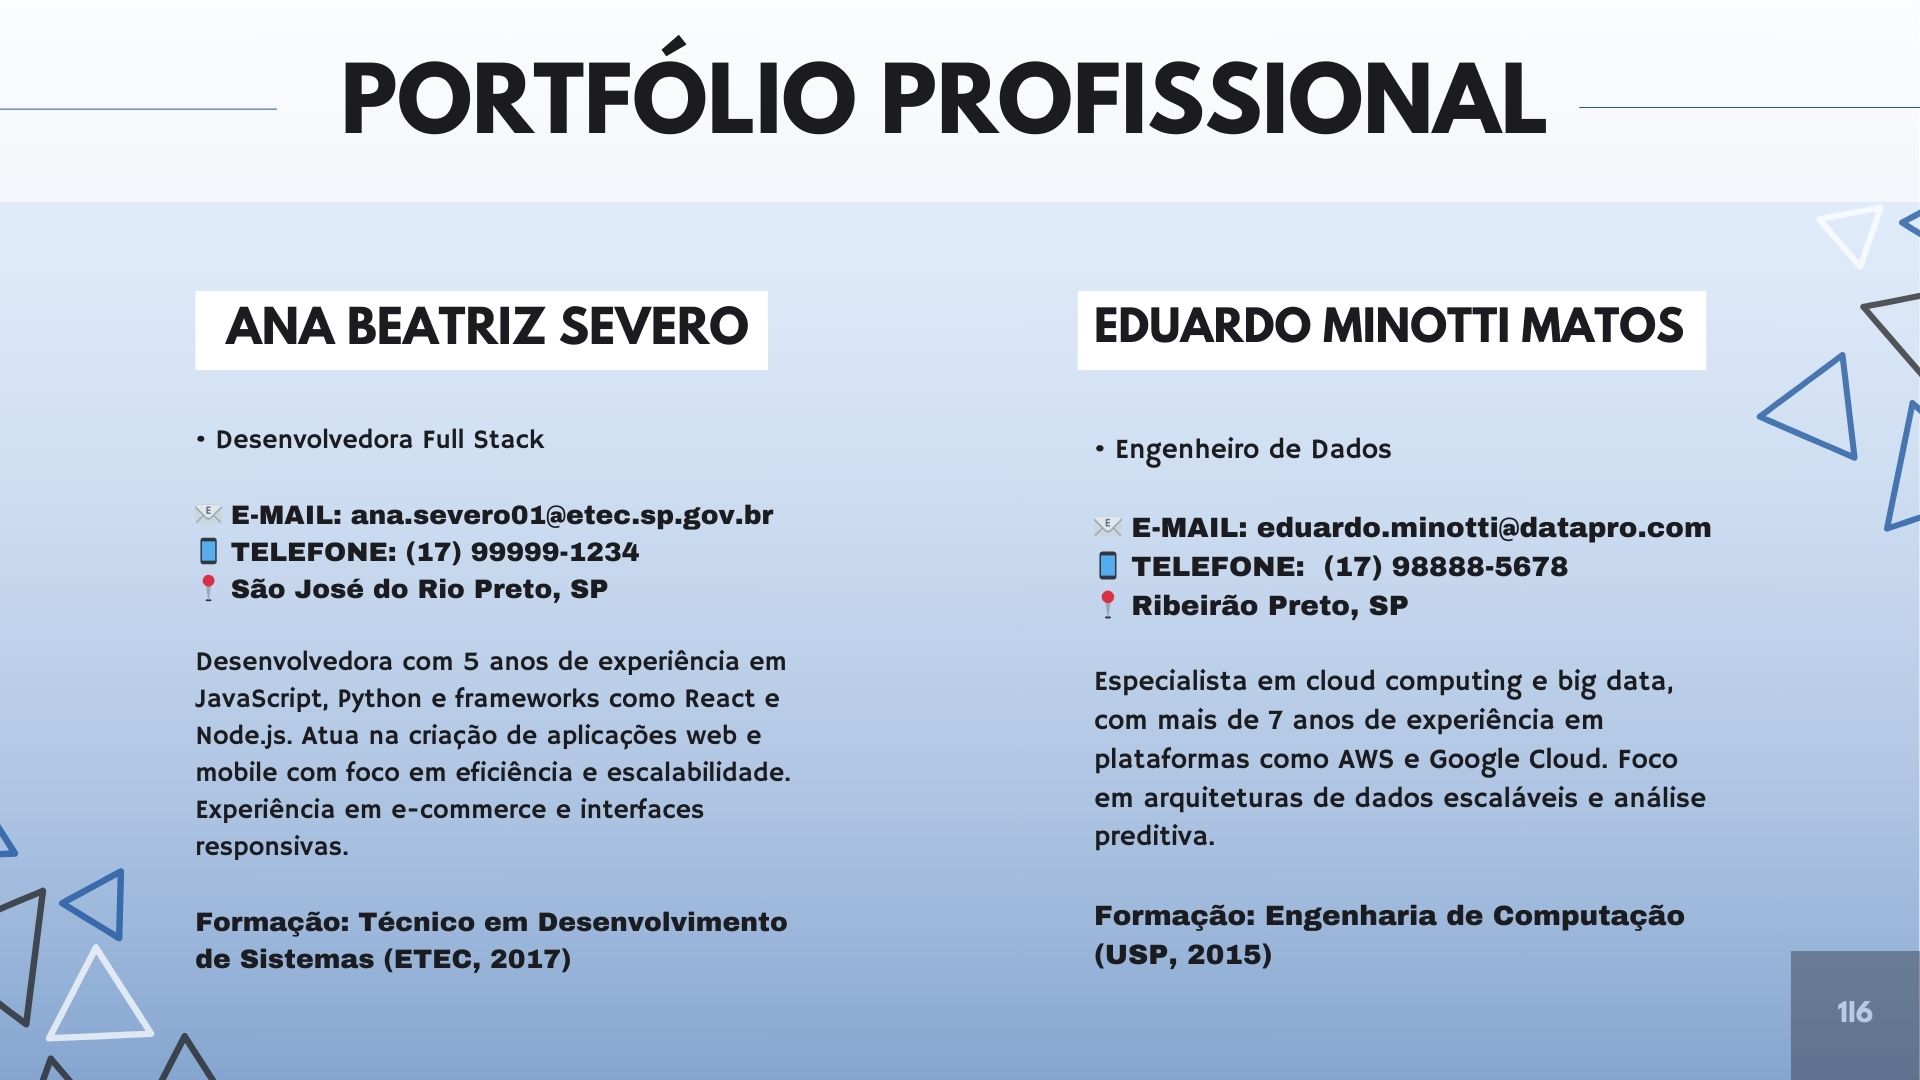 PORTFÓLIO PROFISSIONAL
ANA BEATRIZ SEVERO
• Desenvolvedora Full Stack
E-MAIL: ana.severo01@etec.sp.gov.br
TELEFONE: (17) 99999-1234
São José do Rio Preto, SP
Desenvolvedora com 5 anos de experiência em
JavaScript, Python e frameworks como React e
Node.js. Atua na criação de aplicações web e
mobile com foco em eficiência e escalabilidade.
Experiência em e-commerce e interfaces
responsivas.
Formação: Técnico em Desenvolvimento
de Sistemas (ETEC, 2017)
EDUARDO MINOTTI MATOS
• Engenheiro de Dados
E-MAIL: eduardo.minotti@datapro.com
TELEFONE: (17) 98888-5678
Ribeirão Preto, SP
Especialista em cloud computing e big data,
com mais de 7 anos de experiência em
plataformas como AWS e Google Cloud. Foco
em arquiteturas de dados escaláveis e análise
preditiva.
Formação: Engenharia de Computação
(USP, 2015)
1|6